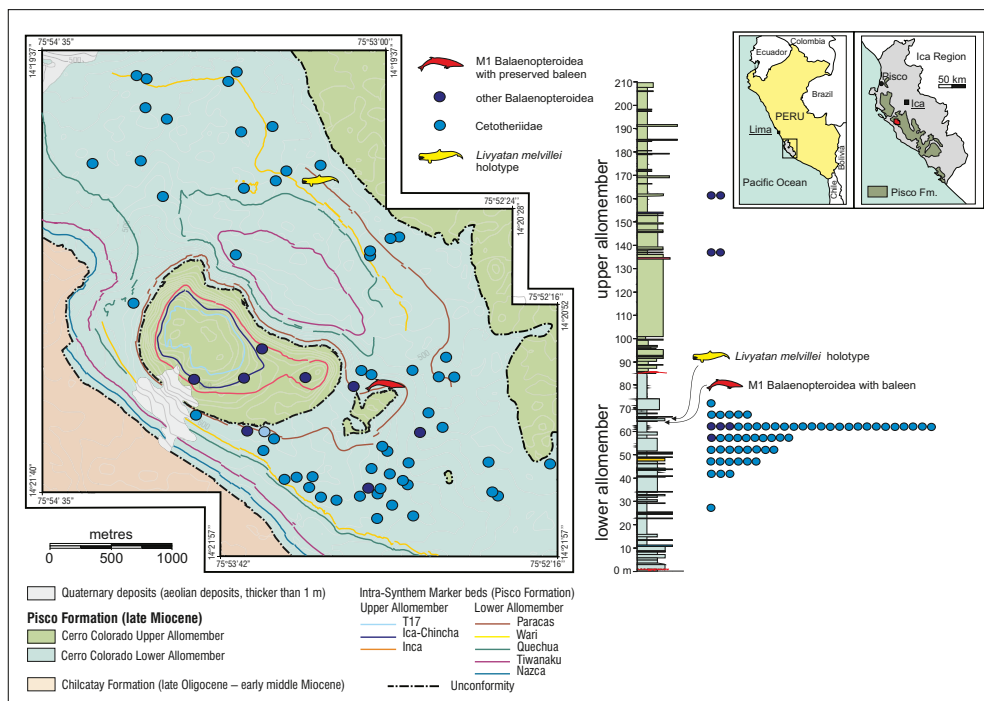 75°54' 35"
75°53'00"
14°19'37"
14°19'37"
500
M1 Balaenopteroidea
with preserved baleen
other Balaenopteroidea
Cetotheriidae
Livyatan melvillei
holotype
75°52'24"
14°20'28"
75°52'16"
14°20'52"
500
14°21'40"
75°54' 35"
14°21'57"
75°53'42"
14°21'57"
75°52'16"
metres
0 500 1000
Colombia
Ecuador
Brazil
PERU
Lima
Bolivia
Chile
Pacific Ocean
Ica Region
Pisco
50 km
Ica
Pisco Fm.
upper allomember
lower allomember
210
200
190
180
170
160
150
140
130
120
110
100
90
80
70
60
50
40
30
20
10
0 m
Livyatan melvillei holotype
M1 Balaenopteroidea with baleen
Quaternary deposits (aeolian deposits, thicker than 1 m)
Pisco Formation (late Miocene)
Cerro Colorado Upper Allomember
Cerro Colorado Lower Allomember
Chilcatay Formation (late Oligocene – early middle Miocene)
Intra-Synthem Marker beds (Pisco Formation)
Upper Allomember
T17
Ica-Chincha
Inca
Lower Allomember
Paracas
Wari
Quechua
Tiwanaku
Nazca
Unconformity